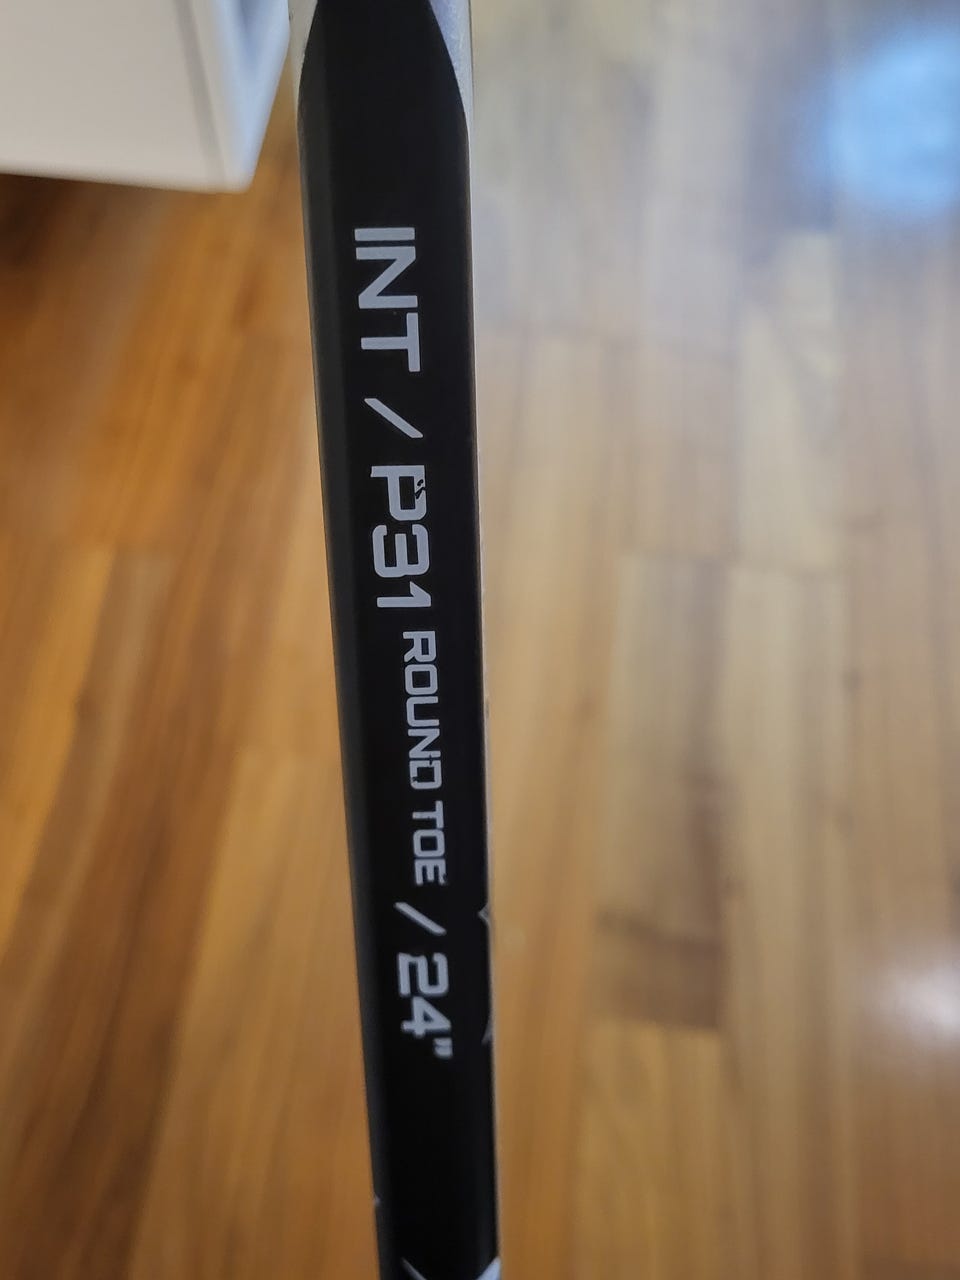 INT / P31 ROUND TOE / 24"